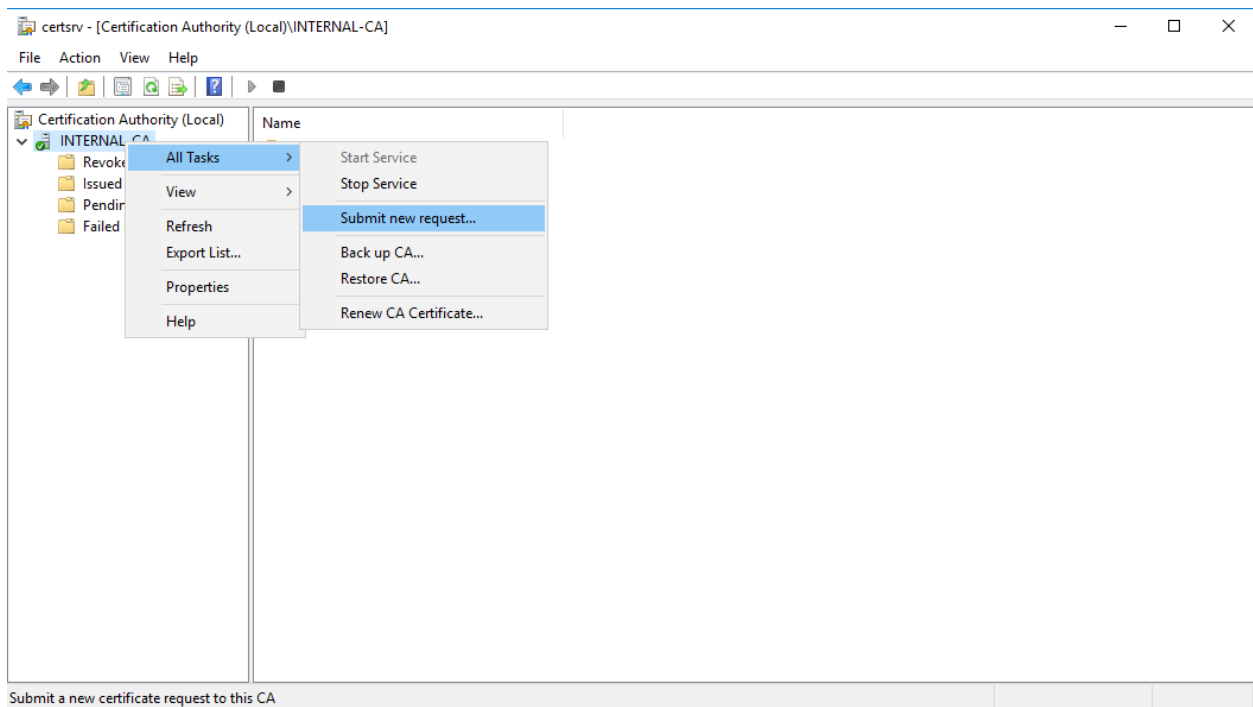 certsrv - [Certification Authority (Local)\INTERNAL-CA]
File Action View Help
Certification Authority (Local)
INTERNAL-CA
Revoke
Issued
Pendin
Failed
Name
All Tasks
View
Refresh
Export List...
Properties
Help
Start Service
Stop Service
Submit new request...
Back up CA...
Restore CA...
Renew CA Certificate...
Submit a new certificate request to this CA